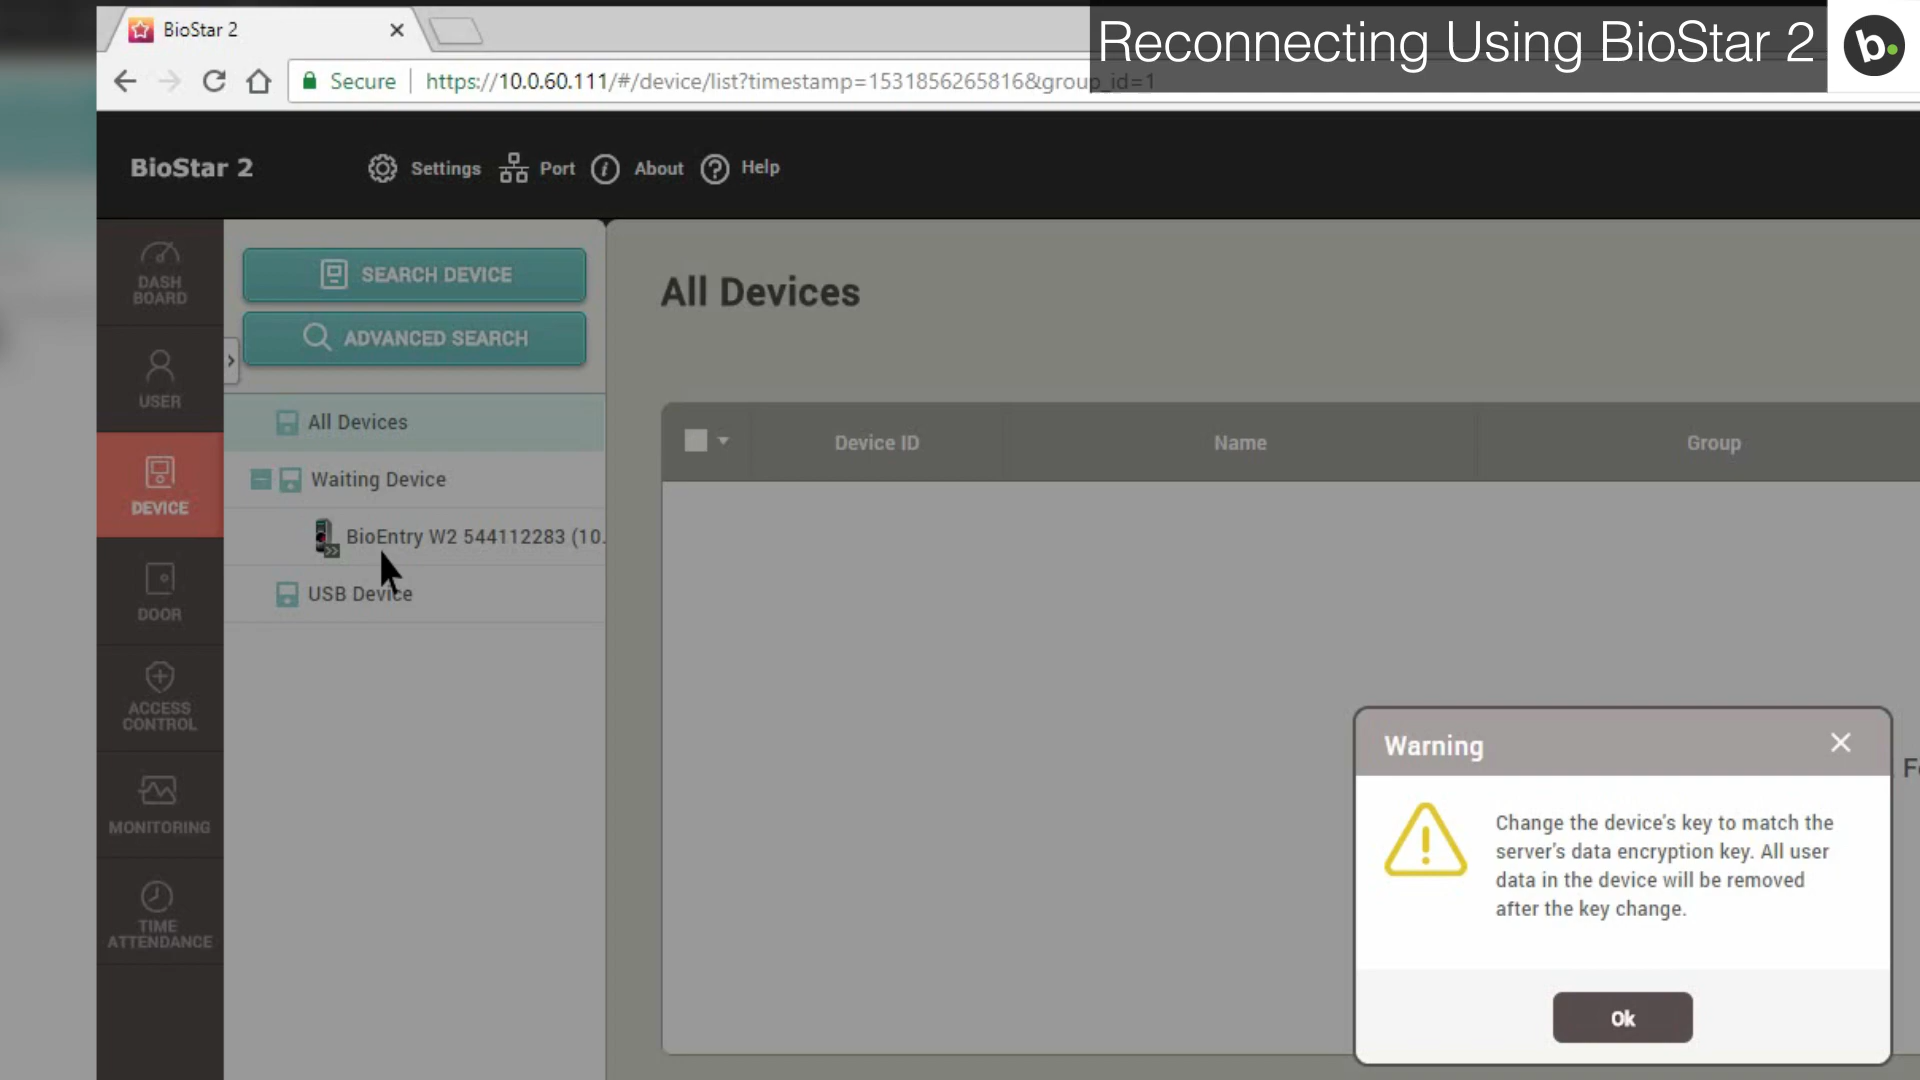 BioStar 2
Reconnecting Using BioStar 2
b.
Secure
https://10.0.60.111/#/device/list?timestamp=1531856265816&group_id=1
BioStar 2
Settings
Port
About
Help
DASH
BOARD
USER
DEVICE
DOOR
ACCESS
CONTROL
MONITORING
TIME
ATTENDANCE
SEARCH DEVICE
ADVANCED SEARCH
All Devices
Waiting Device
BioEntry W2 544112283 (10.
USB Device
All Devices
Device ID
Name
Group
Warning
Change the device's key to match the
server's data encryption key. All user
data in the device will be removed
after the key change.
Ok